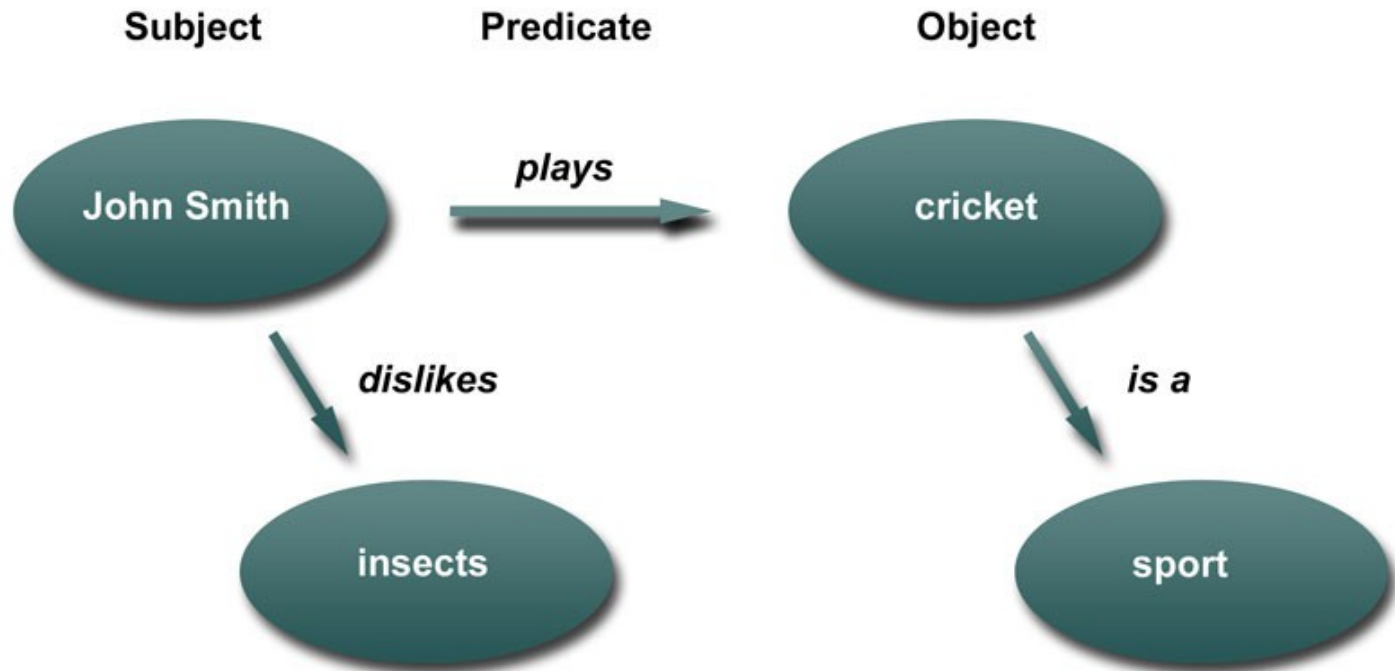 Subject Predicate Object
plays
John Smith cricket
dislikes is a
insects sport